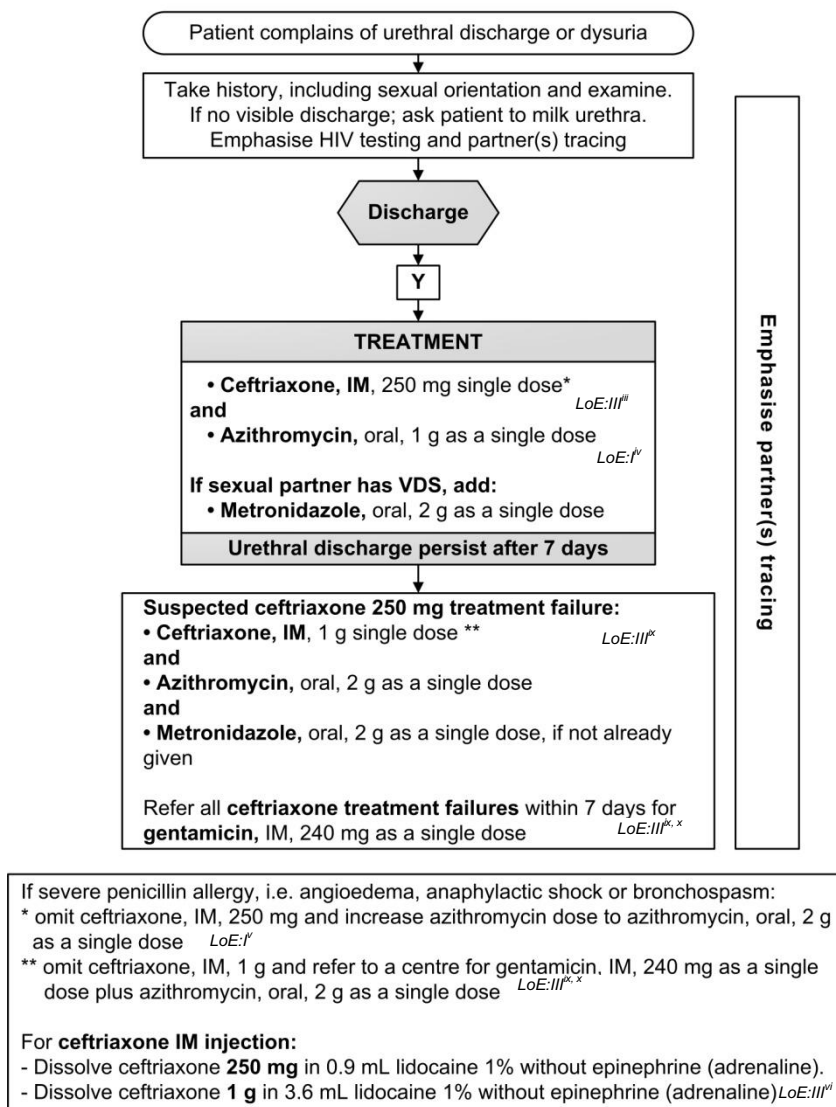 Patient complains of urethral discharge or dysuria
Take history, including sexual orientation and examine.
If no visible discharge; ask patient to milk urethra.
Emphasise HIV testing and partner(s) tracing
Discharge
Y
TREATMENT
• Ceftriaxone, IM, 250 mg single dose*
LoE:III^iii
and
• Azithromycin, oral, 1 g as a single dose
LoE:I^iv
If sexual partner has VDS, add:
• Metronidazole, oral, 2 g as a single dose
Urethral discharge persist after 7 days
Suspected ceftriaxone 250 mg treatment failure:
• Ceftriaxone, IM, 1 g single dose ** LoE:III^ix
and
• Azithromycin, oral, 2 g as a single dose
and
• Metronidazole, oral, 2 g as a single dose, if not already
given
Refer all ceftriaxone treatment failures within 7 days for
gentamicin, IM, 240 mg as a single dose LoE:III^ix, x
Emphasise partner(s) tracing
If severe penicillin allergy, i.e. angioedema, anaphylactic shock or bronchospasm:
* omit ceftriaxone, IM, 250 mg and increase azithromycin dose to azithromycin, oral, 2 g
as a single dose LoE:I^v
** omit ceftriaxone, IM, 1 g and refer to a centre for gentamicin, IM, 240 mg as a single
dose plus azithromycin, oral, 2 g as a single dose LoE:III^ix, x
For ceftriaxone IM injection:
- Dissolve ceftriaxone 250 mg in 0.9 mL lidocaine 1% without epinephrine (adrenaline).
- Dissolve ceftriaxone 1 g in 3.6 mL lidocaine 1% without epinephrine (adrenaline) LoE:III^vi